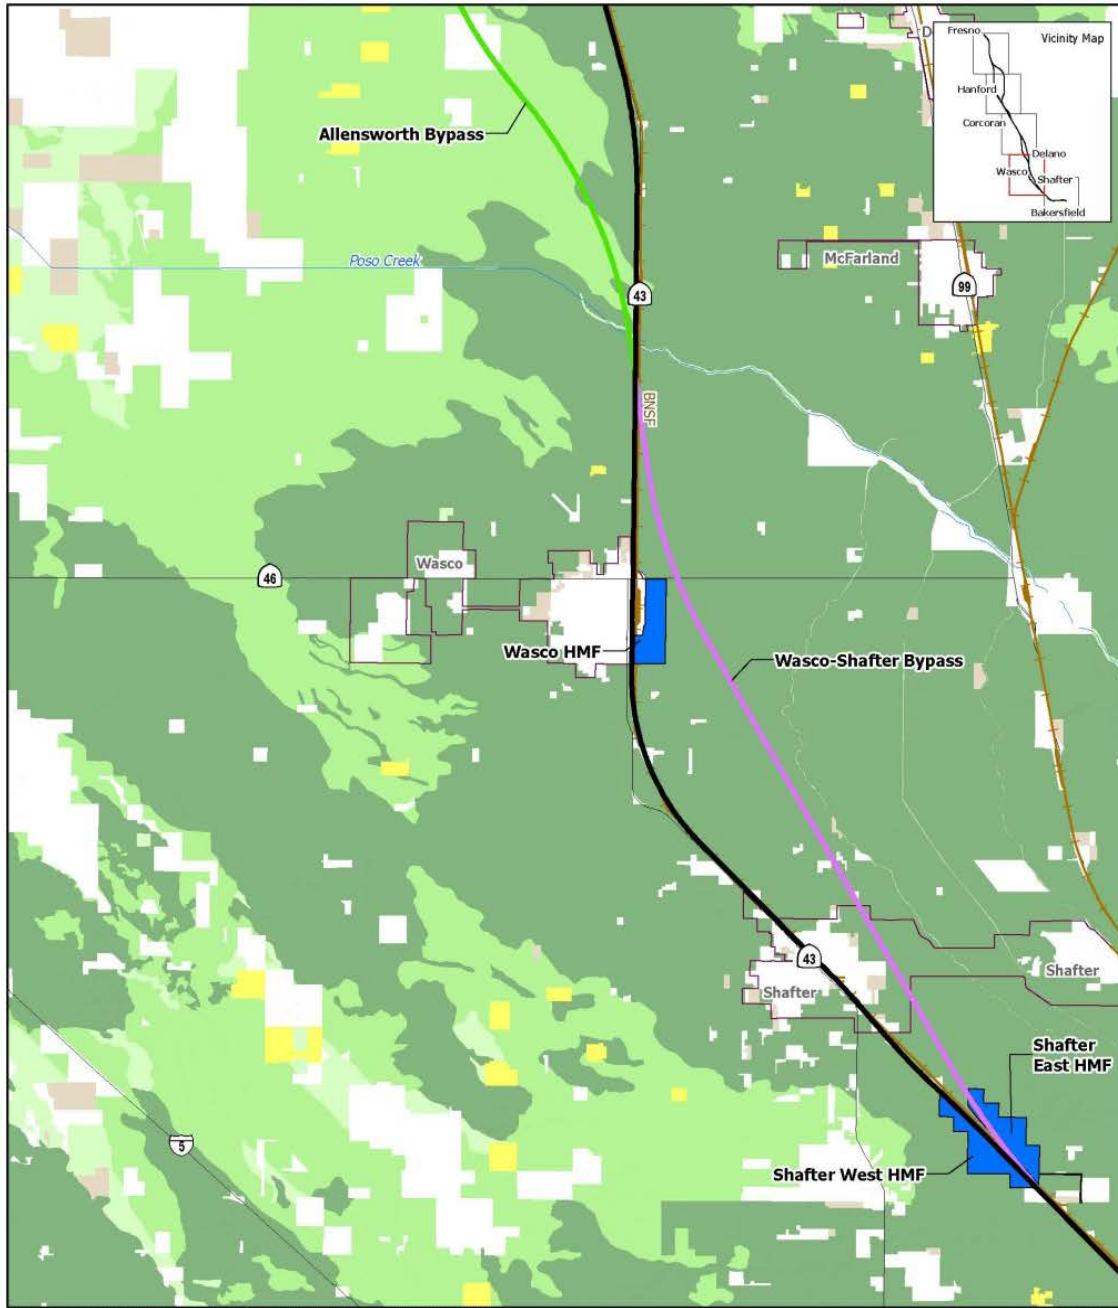 Vicinity Map
Fresno
Hanford
Corcoran
Delano
Wasco
Shafter
Bakersfield
Allensworth Bypass
Poso Creek
McFarland
43
99
BNSF
Wasco
46
Wasco HMF
Wasco-Shafter Bypass
43
Shafter
Shafter
Shafter
East HMF
5
Shafter West HMF